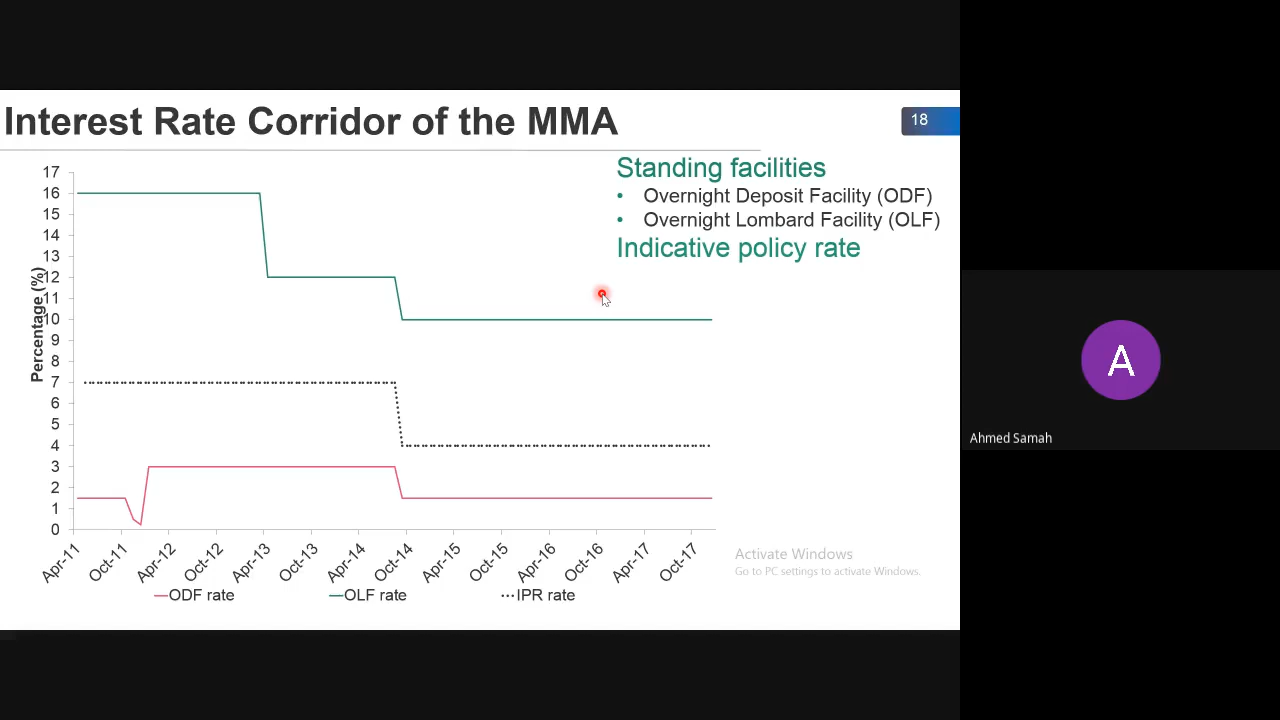 Interest Rate Corridor of the MMA
18
Standing facilities
• Overnight Deposit Facility (ODF)
• Overnight Lombard Facility (OLF)
Indicative policy rate
Percentage (%)
17
16
15
14
13
12
11
10
9
8
7
6
5
4
3
2
1
0
Apr-11
Oct-11
Apr-12
Oct-12
Apr-13
Oct-13
Apr-14
Oct-14
Apr-15
Oct-15
Apr-16
Oct-16
Apr-17
Oct-17
ODF rate
OLF rate
IPR rate
Activate Windows
Go to PC settings to activate Windows.
A
Ahmed Samah